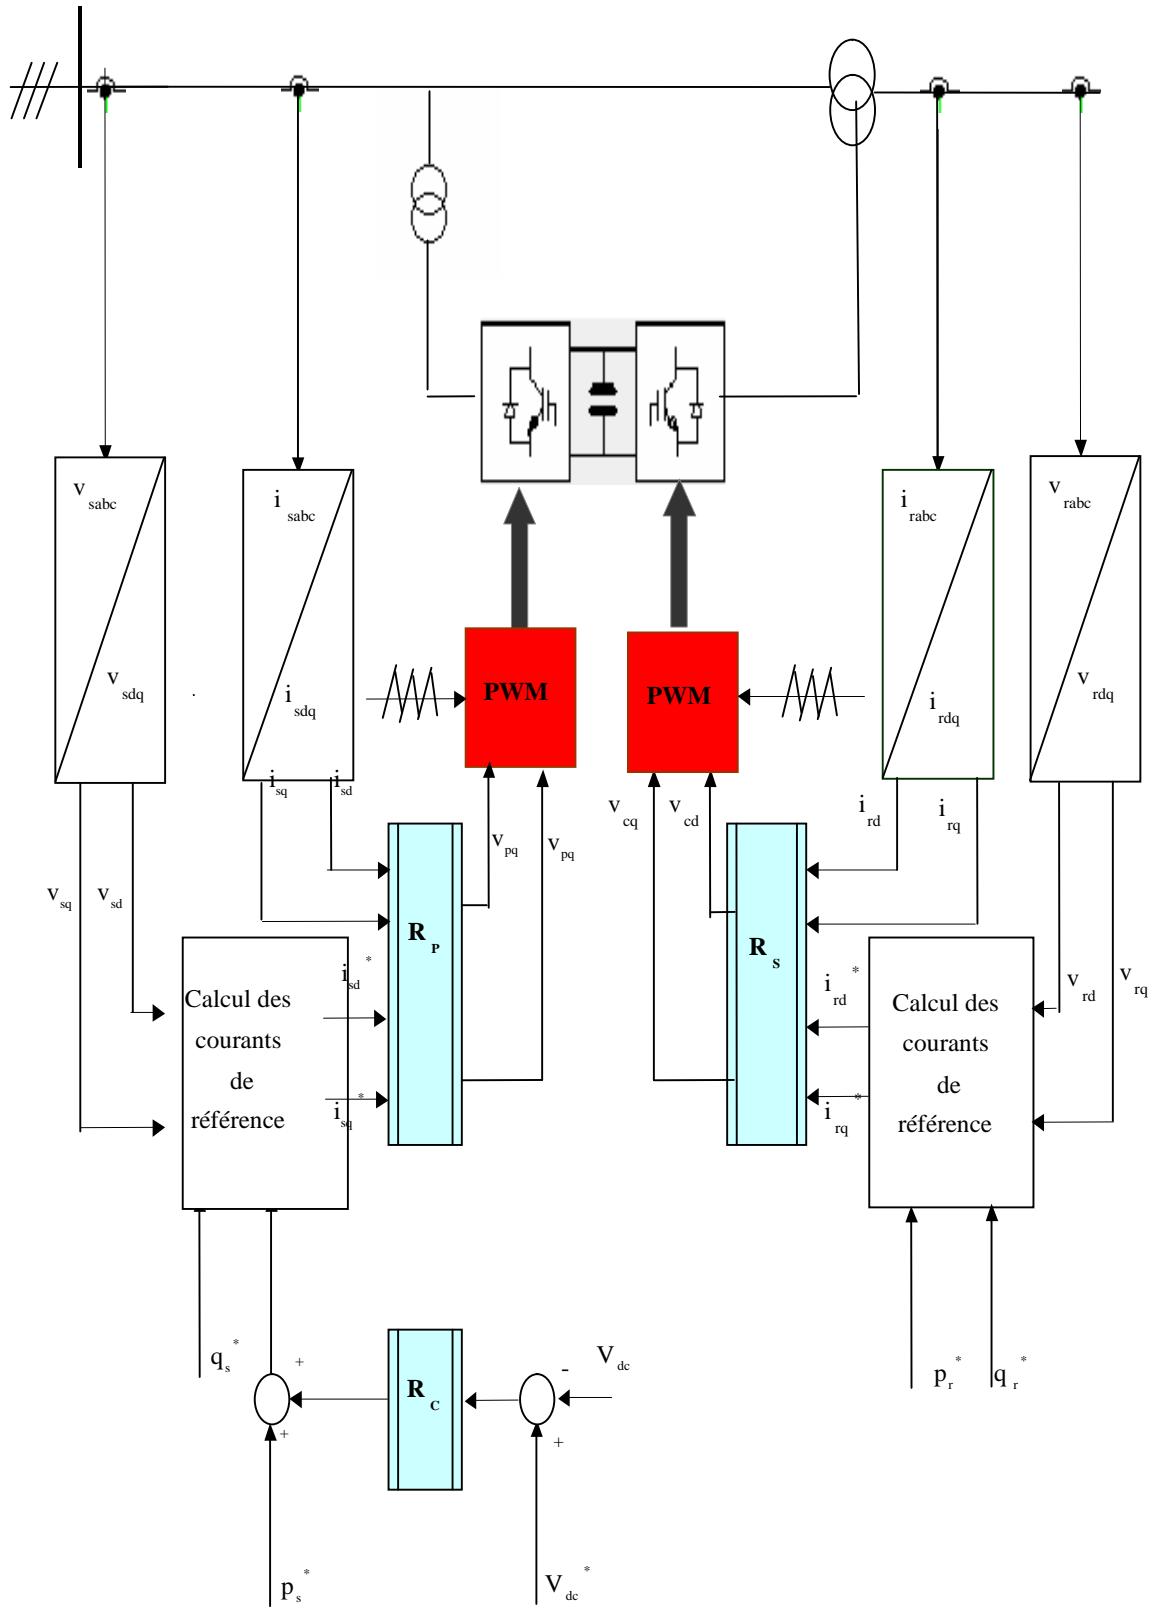 v sabc
v sdq
i sabc
i sdq
i rabc
i rdq
v rabc
v rdq
PWM
PWM
i sq
i sd
v pq
v pq
v cq
v cd
i rd
i rq
v sq
v sd
R P
R S
i sd *
i sq *
i rd *
i rq *
v rd
v rq
Calcul des
courants
de
référence
Calcul des
courants
de
référence
q s *
+
+
R C
-
V dc
+
p r *
q r *
p s *
V dc *